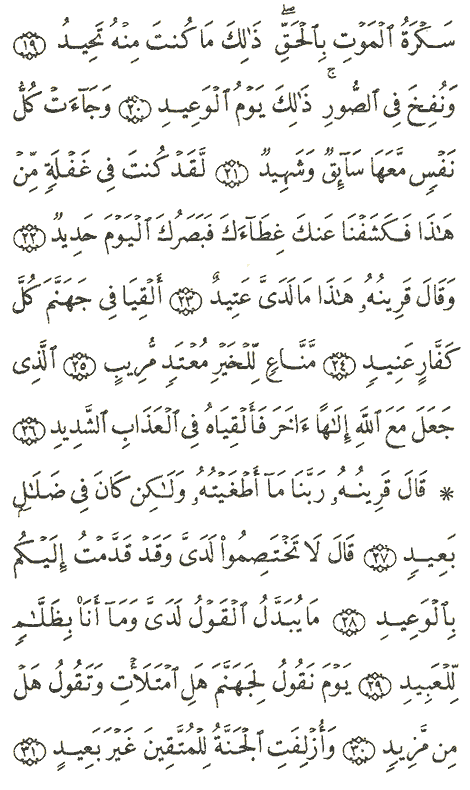 سَكْرَةُ ٱلْمَوْتِ بِٱلْحَقِّ ۖ ذَٰلِكَ مَا كُنتَ مِنْهُ تَحِيدُ ١٩
وَنُفِخَ فِى ٱلصُّورِ ۚ ذَٰلِكَ يَوْمُ ٱلْوَعِيدِ ٢٠ وَجَآءَتْ كُلُّ
نَفْسٍ مَّعَهَا سَآئِقٌ وَشَهِيدٌ ٢١ لَّقَدْ كُنتَ فِى غَفْلَةٍ مِّنْ
هَٰذَا فَكَشَفْنَا عَنكَ غِطَآءَكَ فَبَصَرُكَ ٱلْيَوْمَ حَدِيدٌ ٢٢
وَقَالَ قَرِينُهُۥ هَٰذَا مَا لَدَىَّ عَتِيدٌ ٢٣ أَلْقِيَا فِى جَهَنَّمَ كُلَّ
كَفَّارٍ عَنِيدٍ ٢٤ مَّنَّاعٍ لِّلْخَيْرِ مُعْتَدٍ مُّرِيبٍ ٢٥ ٱلَّذِى
جَعَلَ مَعَ ٱللَّهِ إِلَٰهًا ءَاخَرَ فَأَلْقِيَاهُ فِى ٱلْعَذَابِ ٱلشَّدِيدِ ٢٦
* قَالَ قَرِينُهُۥ رَبَّنَا مَآ أَطْغَيْتُهُۥ وَلَٰكِن كَانَ فِى ضَلَٰلٍۭ
بَعِيدٍ ٢٧ قَالَ لَا تَخْتَصِمُوا۟ لَدَىَّ وَقَدْ قَدَّمْتُ إِلَيْكُم
بِٱلْوَعِيدِ ٢٨ مَا يُبَدَّلُ ٱلْقَوْلُ لَدَىَّ وَمَآ أَنَا۠ بِظَلَّٰمٍ
لِّلْعَبِيدِ ٢٩ يَوْمَ نَقُولُ لِجَهَنَّمَ هَلِ ٱمْتَلَأْتِ وَتَقُولُ هَلْ
مِن مَّزِيدٍ ٣٠ وَأُزْلِفَتِ ٱلْجَنَّةُ لِلْمُتَّقِينَ غَيْرَ بَعِيدٍ ٣١